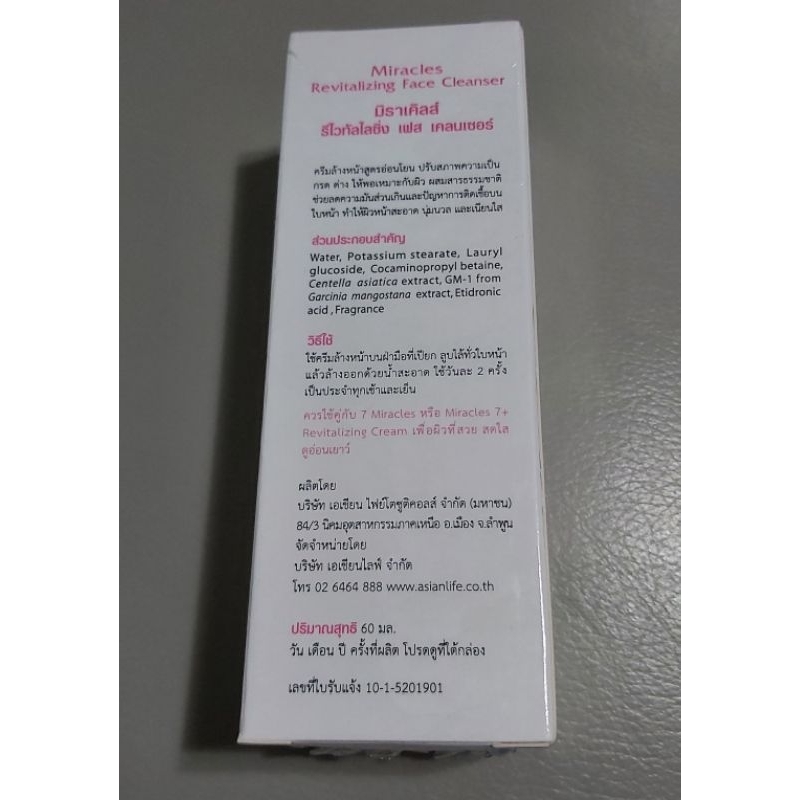 Miracles
Revitalizing Face Cleanser
มิราเคิลส์
รีไวทัลไลซิ่ง เฟส เคลนเซอร์
ครีมล้างหน้าสูตรอ่อนโยน ปรับสภาพความเป็น
กรด ด่าง ให้พอเหมาะกับผิว ผสมสารธรรมชาติ
ช่วยลดความมันส่วนเกินและปัญหาการติดเชื้อบน
ใบหน้า ทำให้ผิวหน้าสะอาด นุ่มนวล และเนียนใส
ส่วนประกอบสำคัญ
Water, Potassium stearate, Lauryl
glucoside, Cocaminopropyl betaine,
Centella asiatica extract, GM-1 from
Garcinia mangostana extract, Etidronic
acid , Fragrance
วิธีใช้
ใช้ครีมล้างหน้าบนฝ่ามือที่เปียก ลูบไล้ทั่วใบหน้า
แล้วล้างออกด้วยน้ำสะอาด ใช้วันละ 2 ครั้ง
เป็นประจำทุกเช้าและเย็น
ควรใช้คู่กับ 7 Miracles หรือ Miracles 7+
Revitalizing Cream เพื่อผิวที่สวย สดใส
ดูอ่อนเยาว์
ผลิตโดย
บริษัท เอเชียน ไฟย์โตซูติคอลส์ จำกัด (มหาชน)
84/3 นิคมอุตสาหกรรมภาคเหนือ อ.เมือง จ.ลำพูน
จัดจำหน่ายโดย
บริษัท เอเชียนไลฟ์ จำกัด
โทร 02 6464 888 www.asianlife.co.th
ปริมาณสุทธิ 60 มล.
วัน เดือน ปี ครั้งที่ผลิต โปรดดูที่ใต้กล่อง
เลขที่ใบรับแจ้ง 10-1-5201901